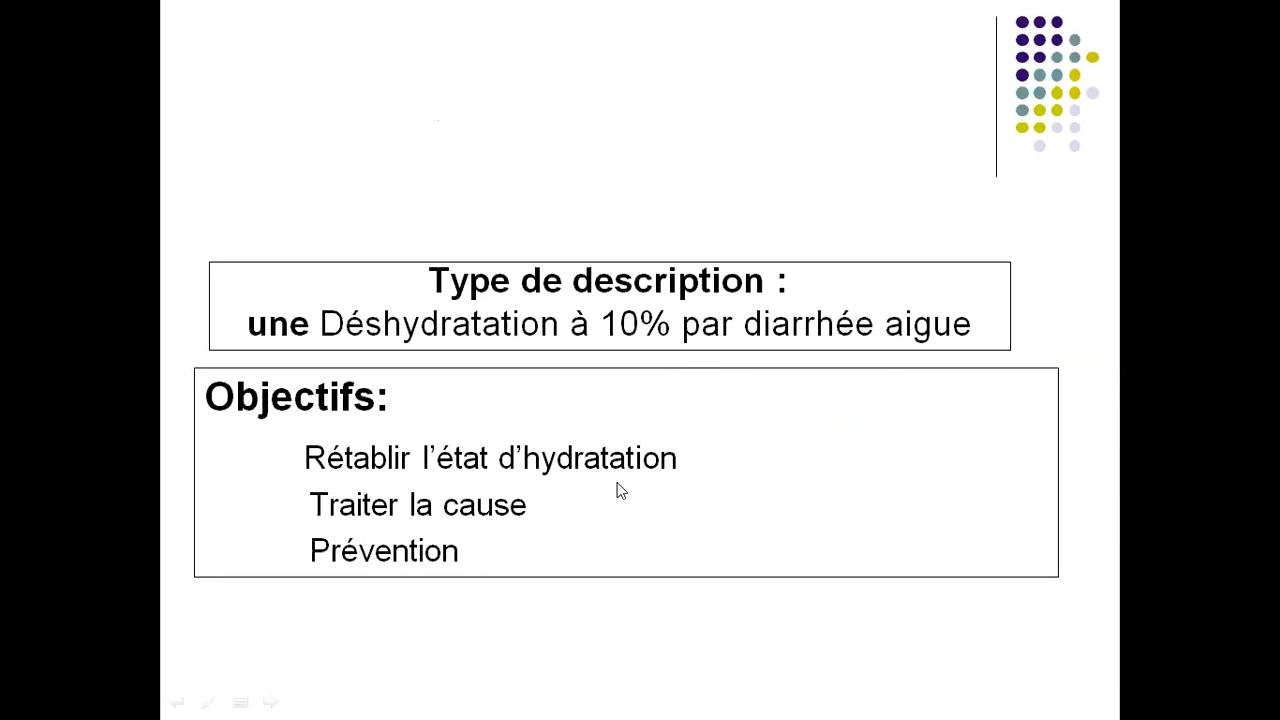 Type de description :
une Déshydratation à 10% par diarrhée aigue
Objectifs:
Rétablir l’état d’hydratation
Traiter la cause
Prévention